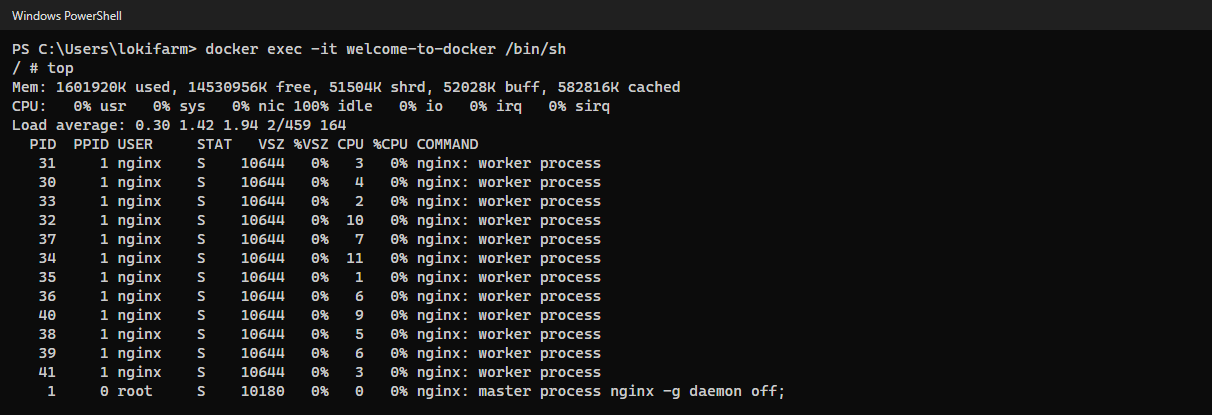 Windows PowerShell
PS C:\Users\lokifarm> docker exec -it welcome-to-docker /bin/sh
/ # top
Mem: 1601920K used, 14530956K free, 51504K shrd, 52028K buff, 582816K cached
CPU:   0% usr   0% sys   0% nic 100% idle   0% io   0% irq   0% sirq
Load average: 0.30 1.42 1.94 2/459 164
  PID  PPID USER     STAT   VSZ %VSZ CPU %CPU COMMAND
   31     1 nginx    S    10644   0%   3   0% nginx: worker process
   30     1 nginx    S    10644   0%   4   0% nginx: worker process
   33     1 nginx    S    10644   0%   2   0% nginx: worker process
   32     1 nginx    S    10644   0%  10   0% nginx: worker process
   37     1 nginx    S    10644   0%   7   0% nginx: worker process
   34     1 nginx    S    10644   0%  11   0% nginx: worker process
   35     1 nginx    S    10644   0%   1   0% nginx: worker process
   36     1 nginx    S    10644   0%   6   0% nginx: worker process
   40     1 nginx    S    10644   0%   9   0% nginx: worker process
   38     1 nginx    S    10644   0%   5   0% nginx: worker process
   39     1 nginx    S    10644   0%   6   0% nginx: worker process
   41     1 nginx    S    10644   0%   3   0% nginx: worker process
    1     0 root     S    10180   0%   0   0% nginx: master process nginx -g daemon off;